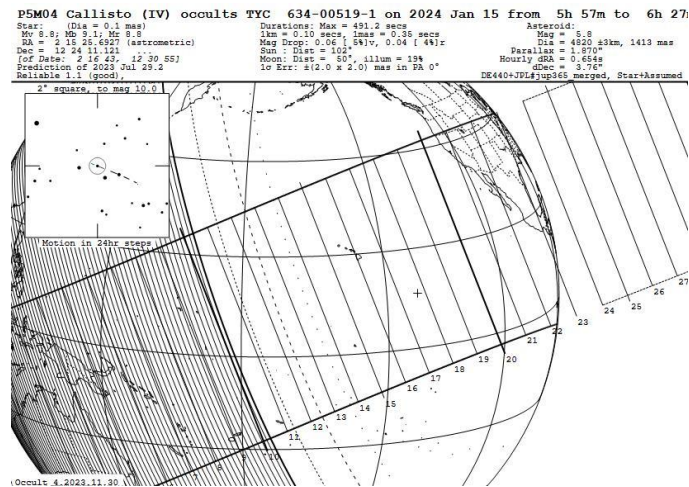 P5M04 Callisto (IV) occults TYC 634-00519-1 on 2024 Jan 15 from 5h 57m to 6h 27m
Star: (Dia = 0.1 mas)
Mv 8.8; Mb 9.1; Mr 8.8
RA = 2 15 25.6927 (astrometric)
Dec = 12 24 11.121 ...
[of Date: 2 16 43, 12 30 55]
Prediction of 2023 Jul 29.2
Reliable 1.1 (good),
Durations: Max = 491.2 secs
1km = 0.10 secs, 1mas = 0.35 secs
Mag Drop: 0.06 [ 5%]v, 0.04 [ 4%]r
Sun : Dist = 102°
Moon: Dist = 50°, illum = 19%
1σ Err: ±(2.0 x 2.0) mas in PA 0°
Asteroid:
Mag = 5.8
Dia = 4820 ±3km, 1413 mas
Parallax = 1.870"
Hourly dRA = 0.654s
dDec = 3.76"
DE440+JPL#jup365_merged, Star+Assumed
2° square, to mag 10.0
Motion in 24hr steps
7 8 9 10 11 12 13 14 15 16 17 18 19 20 21 22 23 24 25 26 27
Occult 4.2023.11.30